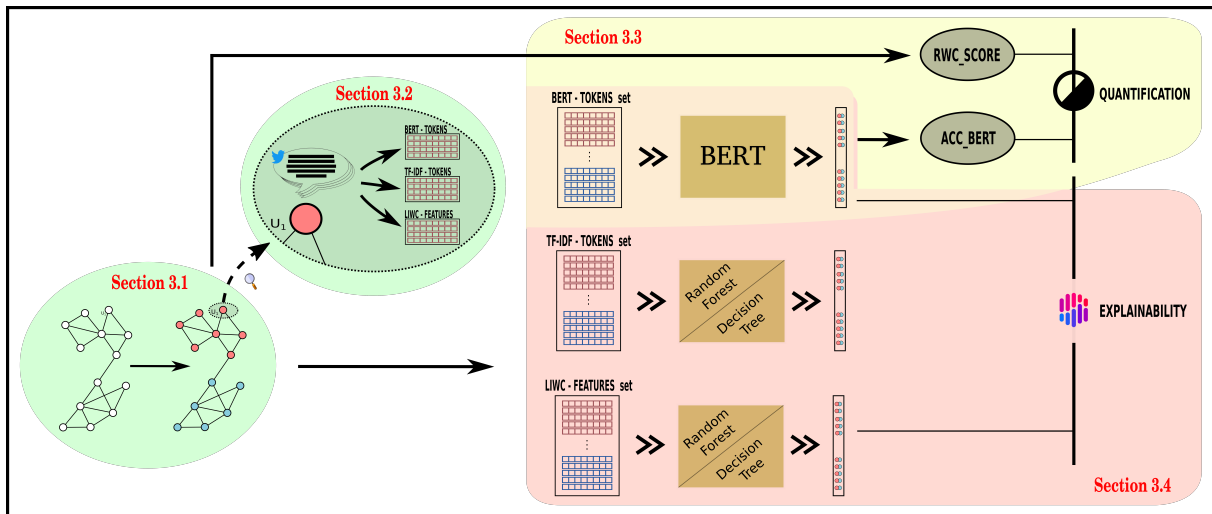 Section 3.3
RWC_SCORE
Section 3.2
BERT - TOKENS set
QUANTIFICATION
BERT - TOKENS
BERT
ACC_BERT
TF-IDF - TOKENS
LIWC - FEATURES
U1
TF-IDF - TOKENS set
Section 3.1
Random
Forest
Decision
Tree
EXPLAINABILITY
LIWC - FEATURES set
Random
Forest
Decision
Tree
Section 3.4